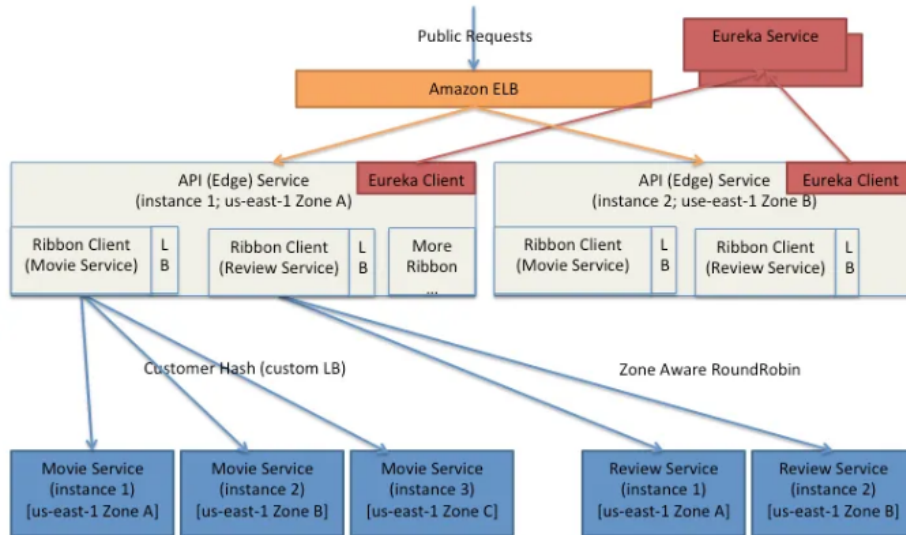 Public Requests
Eureka Service
Amazon ELB
API (Edge) Service
(instance 1; us-east-1 Zone A)
Eureka Client
Ribbon Client
(Movie Service)
L
B
Ribbon Client
(Review Service)
L
B
More
Ribbon
...
API (Edge) Service
(instance 2; use-east-1 Zone B)
Eureka Client
Ribbon Client
(Movie Service)
L
B
Ribbon Client
(Review Service)
L
B
Customer Hash (custom LB)
Zone Aware RoundRobin
Movie Service
(instance 1)
[us-east-1 Zone A]
Movie Service
(instance 2)
[us-east-1 Zone B]
Movie Service
(instance 3)
[us-east-1 Zone C]
Review Service
(instance 1)
[us-east-1 Zone A]
Review Service
(instance 2)
[us-east-1 Zone B]